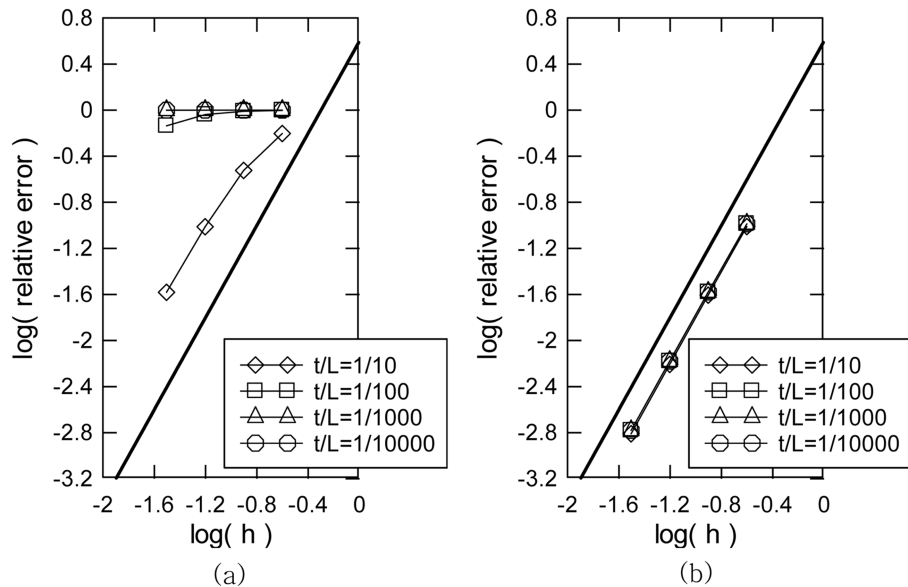 0.8
0.4
0
-0.4
-0.8
-1.2
-1.6
-2
-2.4
-2.8
-3.2
log( relative error )
-2 -1.6 -1.2 -0.8 -0.4 0
log( h )
t/L=1/10
t/L=1/100
t/L=1/1000
t/L=1/10000
(a)
0.8
0.4
0
-0.4
-0.8
-1.2
-1.6
-2
-2.4
-2.8
-3.2
log( relative error )
-2 -1.6 -1.2 -0.8 -0.4 0
log( h )
t/L=1/10
t/L=1/100
t/L=1/1000
t/L=1/10000
(b)